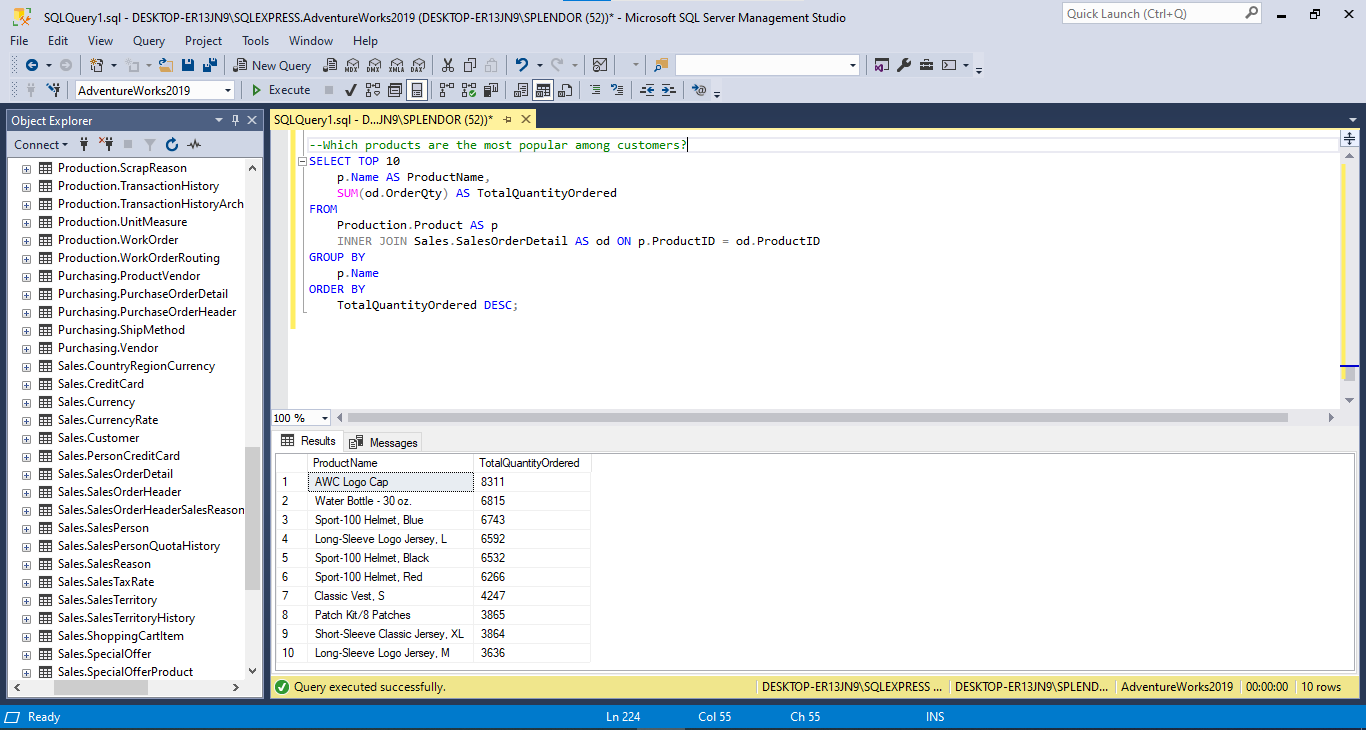 SQLQuery1.sql - DESKTOP-ER13JN9\SQLEXPRESS.AdventureWorks2019 (DESKTOP-ER13JN9\SPLENDOR (52))* - Microsoft SQL Server Management Studio
Quick Launch (Ctrl+Q)
File Edit View Query Project Tools Window Help
New Query MDX DMX XMLA DAX
AdventureWorks2019 Execute
Object Explorer
Connect
Production.ScrapReason
Production.TransactionHistory
Production.TransactionHistoryArch
Production.UnitMeasure
Production.WorkOrder
Production.WorkOrderRouting
Purchasing.ProductVendor
Purchasing.PurchaseOrderDetail
Purchasing.PurchaseOrderHeader
Purchasing.ShipMethod
Purchasing.Vendor
Sales.CountryRegionCurrency
Sales.CreditCard
Sales.Currency
Sales.CurrencyRate
Sales.Customer
Sales.PersonCreditCard
Sales.SalesOrderDetail
Sales.SalesOrderHeader
Sales.SalesOrderHeaderSalesReason
Sales.SalesPerson
Sales.SalesPersonQuotaHistory
Sales.SalesReason
Sales.SalesTaxRate
Sales.SalesTerritory
Sales.SalesTerritoryHistory
Sales.ShoppingCartItem
Sales.SpecialOffer
Sales.SpecialOfferProduct
SQLQuery1.sql - D...JN9\SPLENDOR (52))*
--Which products are the most popular among customers?
SELECT TOP 10
p.Name AS ProductName,
SUM(od.OrderQty) AS TotalQuantityOrdered
FROM
Production.Product AS p
INNER JOIN Sales.SalesOrderDetail AS od ON p.ProductID = od.ProductID
GROUP BY
p.Name
ORDER BY
TotalQuantityOrdered DESC;
100 %
Results Messages
ProductName TotalQuantityOrdered
1 AWC Logo Cap 8311
2 Water Bottle - 30 oz. 6815
3 Sport-100 Helmet, Blue 6743
4 Long-Sleeve Logo Jersey, L 6592
5 Sport-100 Helmet, Black 6532
6 Sport-100 Helmet, Red 6266
7 Classic Vest, S 4247
8 Patch Kit/8 Patches 3865
9 Short-Sleeve Classic Jersey, XL 3864
10 Long-Sleeve Logo Jersey, M 3636
Query executed successfully. DESKTOP-ER13JN9\SQLEXPRESS ... DESKTOP-ER13JN9\SPLEND... AdventureWorks2019 00:00:00 10 rows
Ready Ln 224 Col 55 Ch 55 INS